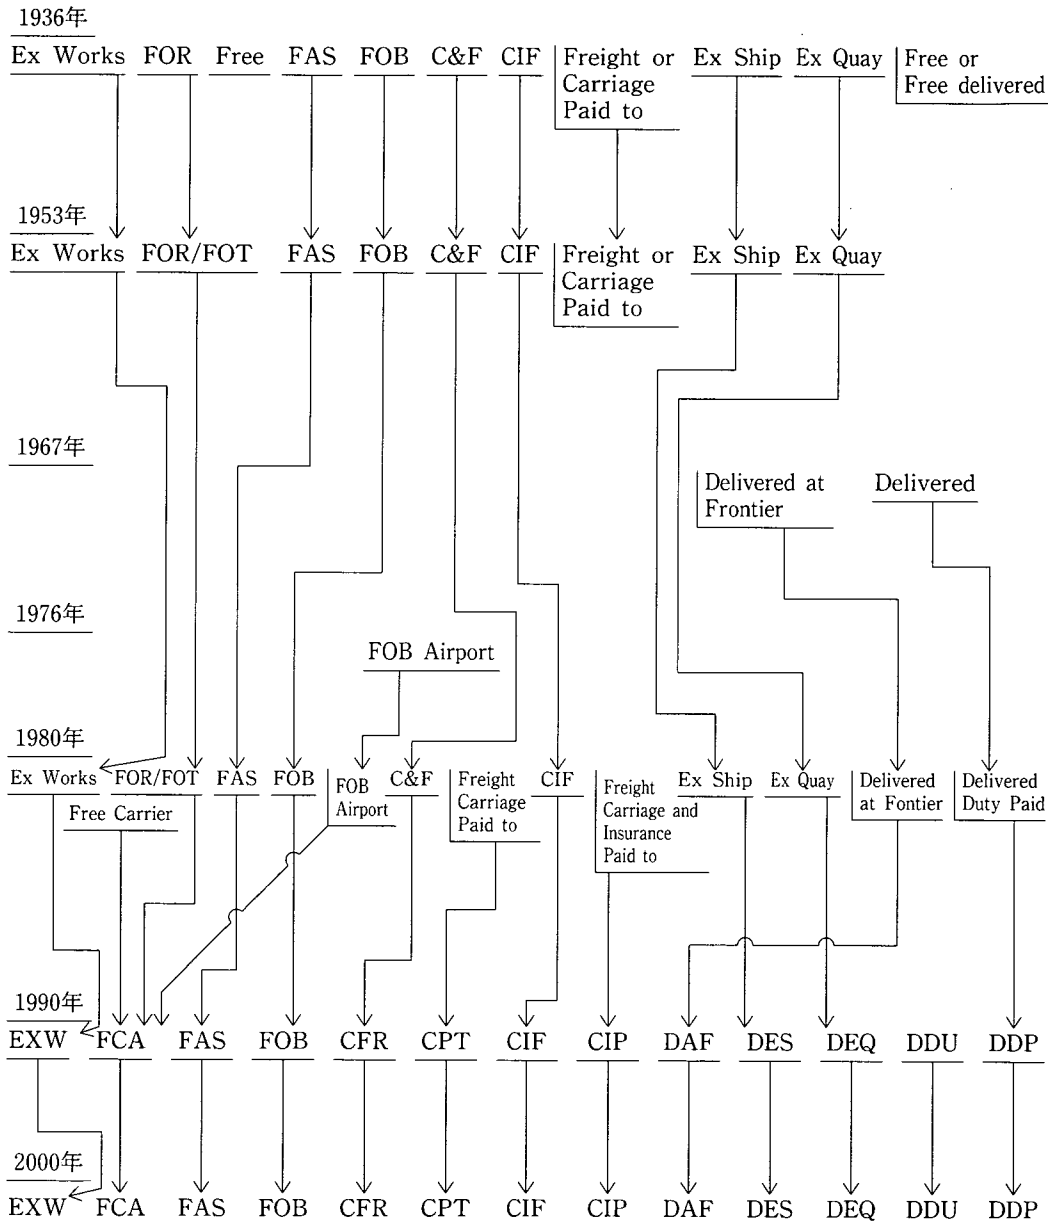 1936年
Ex Works FOR Free FAS FOB C&F CIF Freight or Carriage Paid to Ex Ship Ex Quay Free or Free delivered
1953年
Ex Works FOR/FOT FAS FOB C&F CIF Freight or Carriage Paid to Ex Ship Ex Quay
1967年
Delivered at Frontier Delivered
1976年
FOB Airport
1980年
Ex Works FOR/FOT FAS FOB FOB Airport C&F Freight Carriage Paid to CIF Freight Carriage and Insurance Paid to Ex Ship Ex Quay Delivered at Fontier Delivered Duty Paid
Free Carrier
1990年
EXW FCA FAS FOB CFR CPT CIF CIP DAF DES DEQ DDU DDP
2000年
EXW FCA FAS FOB CFR CPT CIF CIP DAF DES DEQ DDU DDP